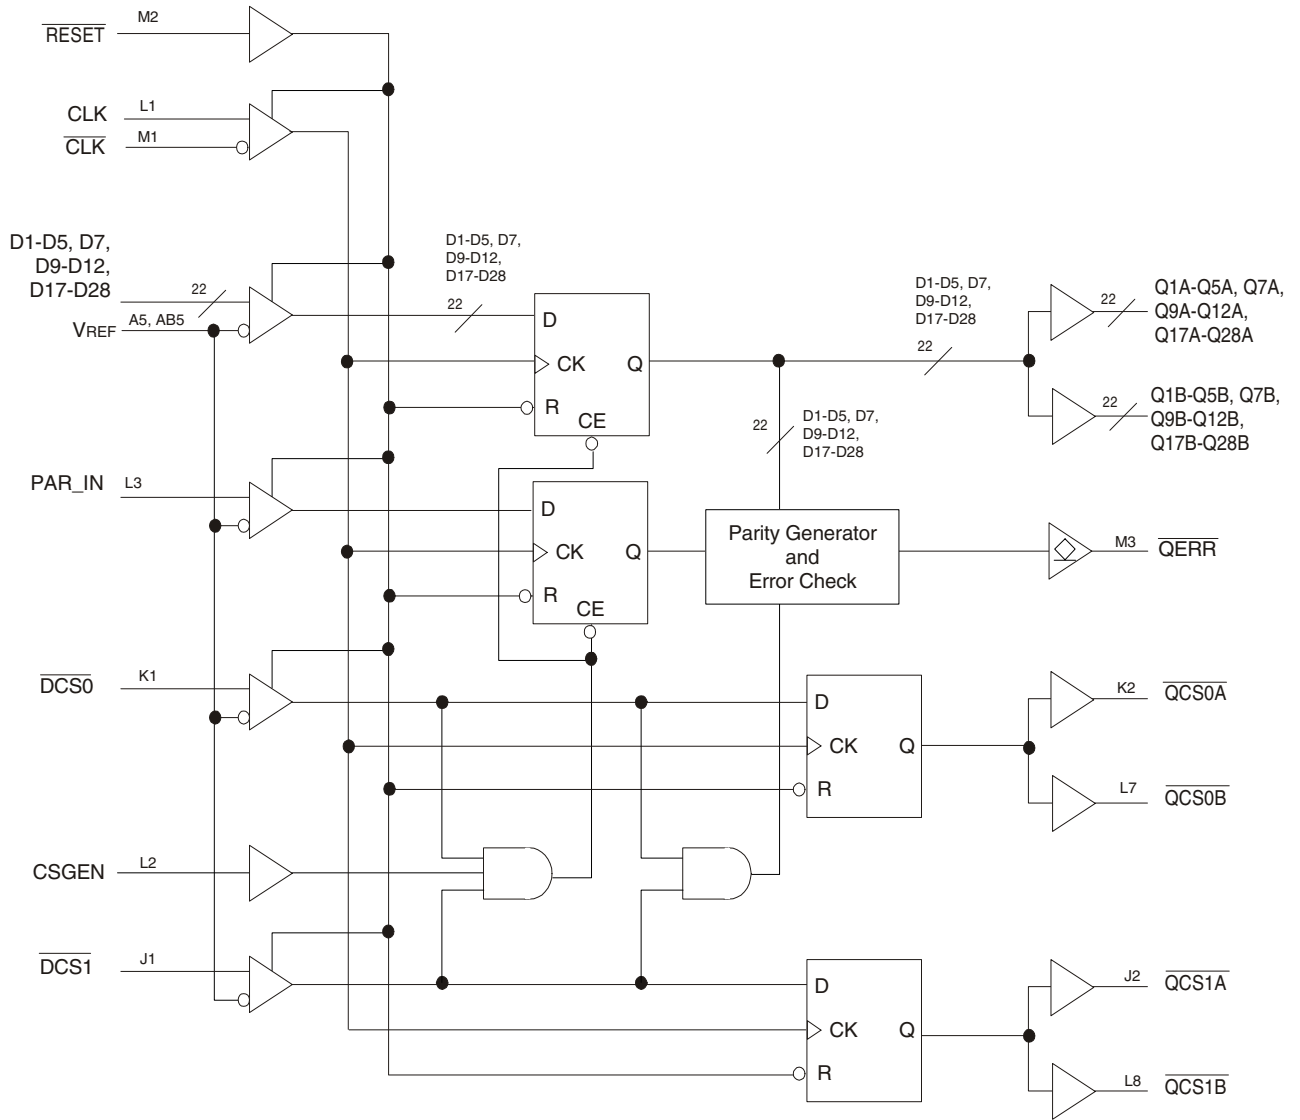 RESET
M2
CLK
L1
CLK
M1
D1-D5, D7,
D9-D12,
D17-D28
22
VREF
A5, AB5
D1-D5, D7,
D9-D12,
D17-D28
22
D
CK
R
Q
CE
D1-D5, D7,
D9-D12,
D17-D28
22
22
Q1A-Q5A, Q7A,
Q9A-Q12A,
Q17A-Q28A
22
Q1B-Q5B, Q7B,
Q9B-Q12B,
Q17B-Q28B
22
D1-D5, D7,
D9-D12,
D17-D28
PAR_IN
L3
D
CK
R
Q
CE
Parity Generator
and
Error Check
M3
QERR
DCS0
K1
D
CK
R
Q
K2
QCS0A
L7
QCS0B
CSGEN
L2
DCS1
J1
D
CK
R
Q
J2
QCS1A
L8
QCS1B